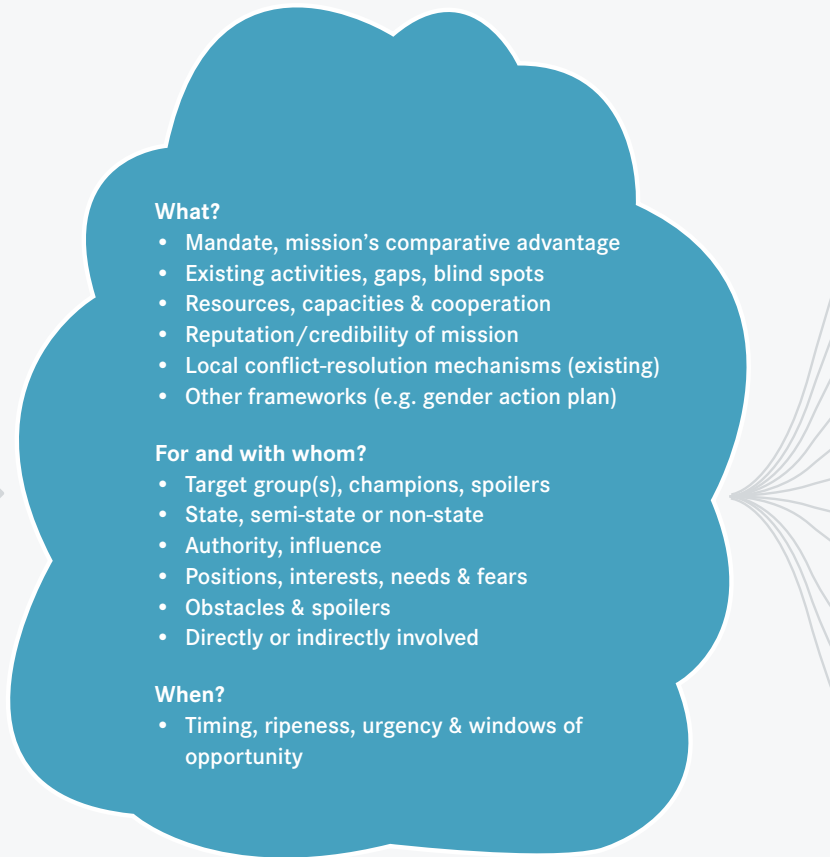 What?
• Mandate, mission’s comparative advantage
• Existing activities, gaps, blind spots
• Resources, capacities & cooperation
• Reputation/credibility of mission
• Local conflict-resolution mechanisms (existing)
• Other frameworks (e.g. gender action plan)
For and with whom?
• Target group(s), champions, spoilers
• State, semi-state or non-state
• Authority, influence
• Positions, interests, needs & fears
• Obstacles & spoilers
• Directly or indirectly involved
When?
• Timing, ripeness, urgency & windows of
opportunity